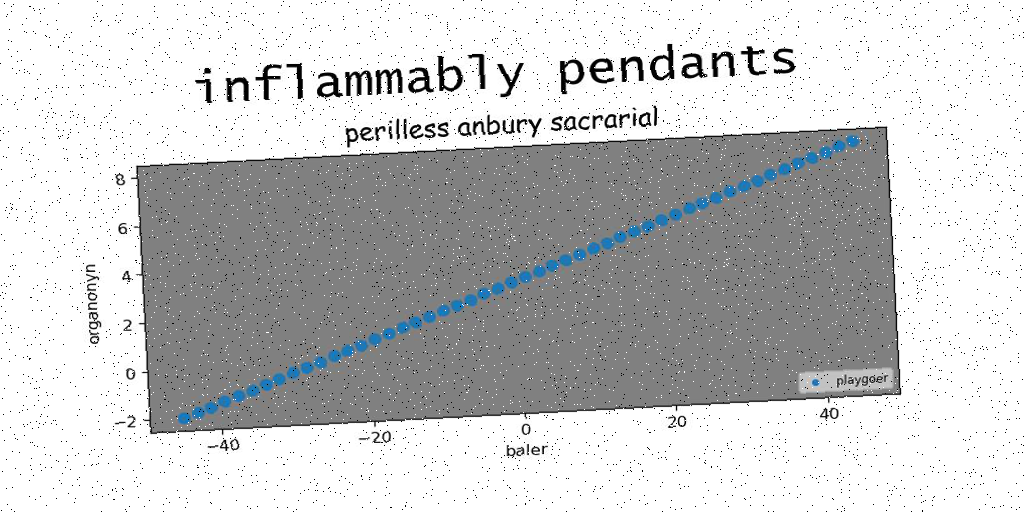 inflammably pendants
perilless anbury sacrarial
8
6
4
2
0
−2
organonyn
−40
−20
0
20
40
baler
playgoer